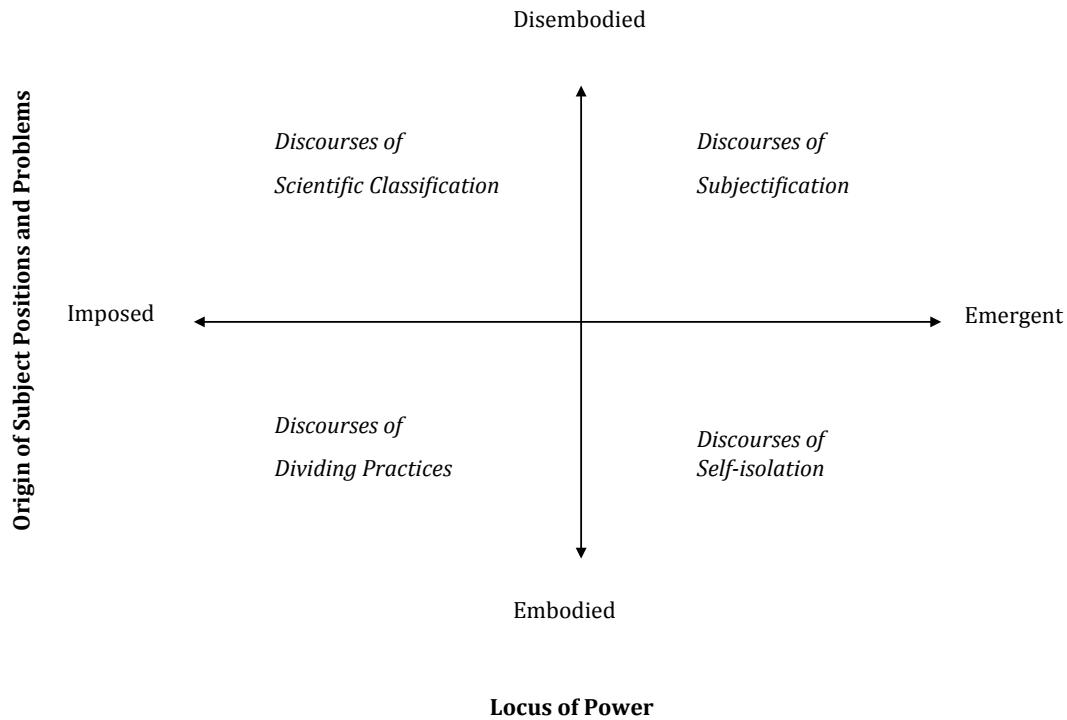 Disembodied
Origin of Subject Positions and Problems
Discourses of
Scientific Classification
Discourses of
Subjectification
Imposed
Emergent
Discourses of
Dividing Practices
Discourses of
Self-isolation
Embodied
Locus of Power